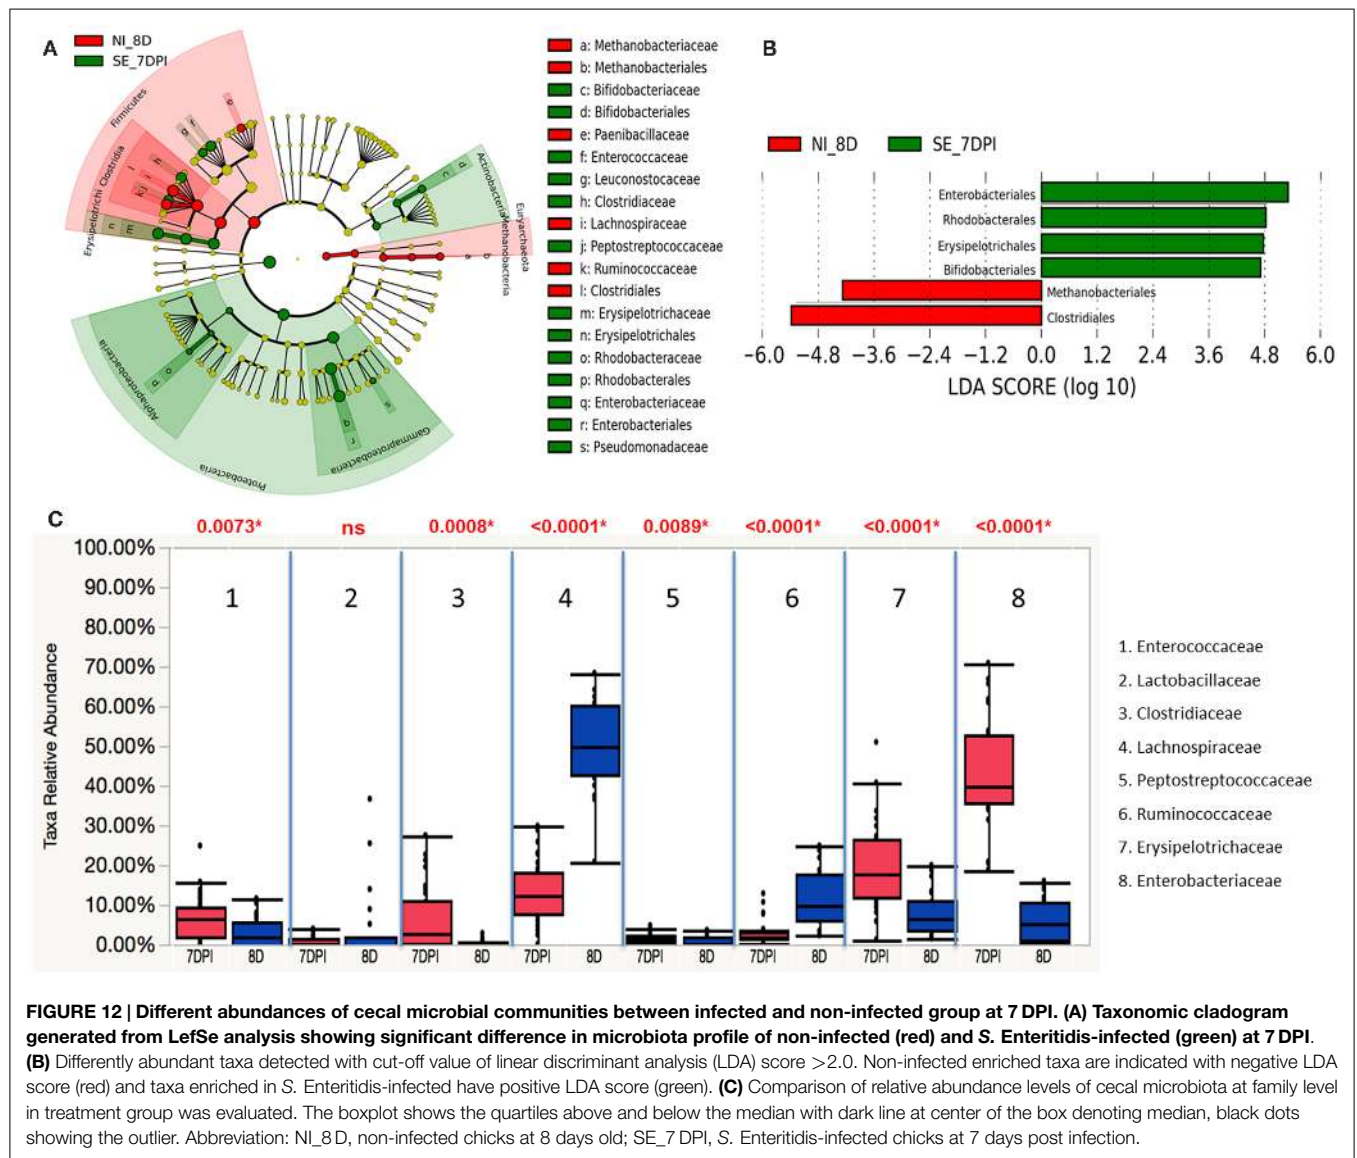 A
NI_8D
SE_7DPI
Firmicutes
Clostridia
Erysipelotrichi
Actinobacteria
Euryarchaeota
Methanobacteria
Alphaproteobacteria
Proteobacteria
Gammaproteobacteria
e
f
g
h
i
l
k
j
n
m
c
d
a
b
p
o
q
r
s
a: Methanobacteriaceae
b: Methanobacteriales
c: Bifidobacteriaceae
d: Bifidobacteriales
e: Paenibacillaceae
f: Enterococcaceae
g: Leuconostocaceae
h: Clostridiaceae
i: Lachnospiraceae
j: Peptostreptococcaceae
k: Ruminococcaceae
l: Clostridiales
m: Erysipelotrichaceae
n: Erysipelotrichales
o: Rhodobacteraceae
p: Rhodobacterales
q: Enterobacteriaceae
r: Enterobacteriales
s: Pseudomonadaceae
B
NI_8D SE_7DPI
Enterobacteriales
Rhodobacterales
Erysipelotrichales
Bifidobacteriales
Methanobacteriales
Clostridiales
−6.0 −4.8 −3.6 −2.4 −1.2 0.0 1.2 2.4 3.6 4.8 6.0
LDA SCORE (log 10)
C
0.0073* ns 0.0008* <0.0001* 0.0089* <0.0001* <0.0001* <0.0001*
100.00%
90.00%
80.00%
70.00%
60.00%
50.00%
40.00%
30.00%
20.00%
10.00%
0.00%
Taxa Relative Abundance
1 2 3 4 5 6 7 8
7DPI 8D 7DPI 8D 7DPI 8D 7DPI 8D 7DPI 8D 7DPI 8D 7DPI 8D 7DPI 8D
1. Enterococcaceae
2. Lactobacillaceae
3. Clostridiaceae
4. Lachnospiraceae
5. Peptostreptococcaceae
6. Ruminococcaceae
7. Erysipelotrichaceae
8. Enterobacteriaceae
FIGURE 12 | Different abundances of cecal microbial communities between infected and non-infected group at 7 DPI. (A) Taxonomic cladogram
generated from LefSe analysis showing significant difference in microbiota profile of non-infected (red) and S. Enteritidis-infected (green) at 7 DPI.
(B) Differently abundant taxa detected with cut-off value of linear discriminant analysis (LDA) score >2.0. Non-infected enriched taxa are indicated with negative LDA
score (red) and taxa enriched in S. Enteritidis-infected have positive LDA score (green). (C) Comparison of relative abundance levels of cecal microbiota at family level
in treatment group was evaluated. The boxplot shows the quartiles above and below the median with dark line at center of the box denoting median, black dots
showing the outlier. Abbreviation: NI_8 D, non-infected chicks at 8 days old; SE_7 DPI, S. Enteritidis-infected chicks at 7 days post infection.